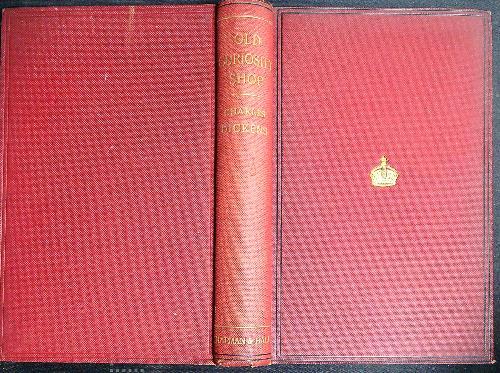 OLD
CURIOSITY
SHOP
CHARLES
DICKENS
CHAPMAN & HALL